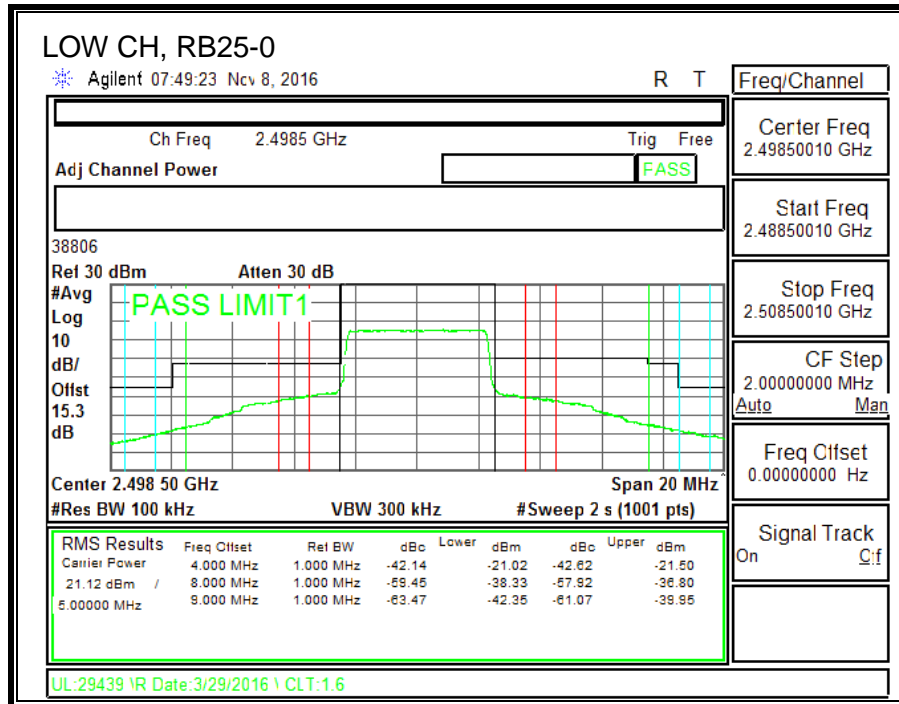 LOW CH, RB25-0
Agilent 07:49:23 Nov 8, 2016 R T
Ch Freq 2.4985 GHz Trig Free
Adj Channel Power PASS
38806
Ref 30 dBm Atten 30 dB
#Avg
Log
10
dB/
Offst
15.3
dB
PASS LIMIT1
Center 2.498 50 GHz Span 20 MHz
#Res BW 100 kHz VBW 300 kHz #Sweep 2 s (1001 pts)
RMS Results Freq Offset Ref BW dBc Lower dBm dBc Upper dBm
Carrier Power 4.000 MHz 1.000 MHz -42.14 -21.02 -42.62 -21.50
21.12 dBm / 8.000 MHz 1.000 MHz -59.45 -38.33 -57.92 -36.80
5.00000 MHz 9.000 MHz 1.000 MHz -63.47 -42.35 -61.07 -39.95
UL:29439 \R Date:3/29/2016 \ CLT:1.6
Freq/Channel
Center Freq
2.49850010 GHz
Start Freq
2.48850010 GHz
Stop Freq
2.50850010 GHz
CF Step
2.00000000 MHz
Auto Man
Freq Offset
0.00000000 Hz
Signal Track
On Off